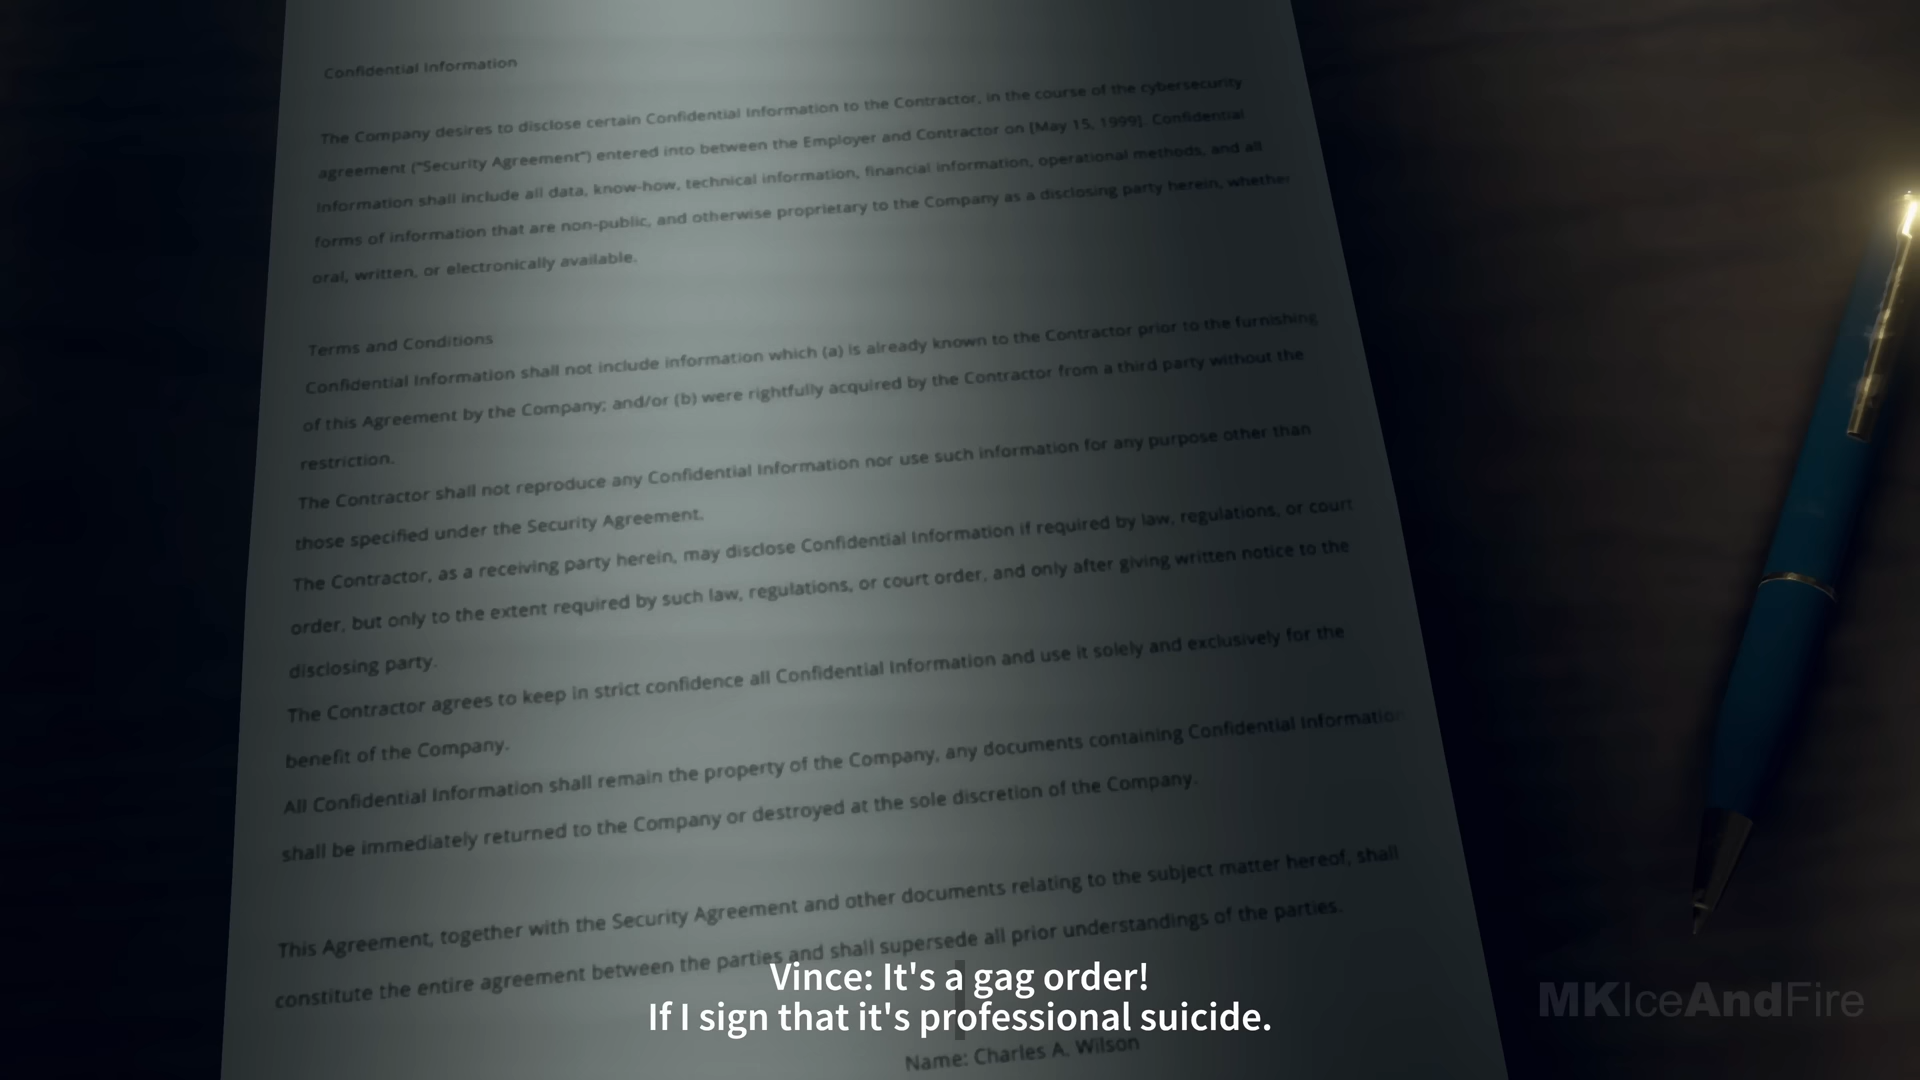 Confidential Information
The Company desires to disclose certain Confidential Information to the Contractor, in the course of the cybersecurity
agreement ("Security Agreement") entered into between the Employer and Contractor on [May 15, 1999]. Confidential
Information shall include all data, know-how, technical information, financial information, operational methods, and all
forms of information that are non-public, and otherwise proprietary to the Company as a disclosing party herein, whether
oral, written, or electronically available.
Terms and Conditions
Confidential Information shall not include information which (a) is already known to the Contractor prior to the furnishing
of this Agreement by the Company; and/or (b) were rightfully acquired by the Contractor from a third party without the
restriction.
The Contractor shall not reproduce any Confidential Information nor use such information for any purpose other than
those specified under the Security Agreement.
The Contractor, as a receiving party herein, may disclose Confidential Information if required by law, regulations, or court
order, but only to the extent required by such law, regulations, or court order, and only after giving written notice to the
disclosing party.
The Contractor agrees to keep in strict confidence all Confidential Information and use it solely and exclusively for the
benefit of the Company.
All Confidential Information shall remain the property of the Company, any documents containing Confidential Information
shall be immediately returned to the Company or destroyed at the sole discretion of the Company.
This Agreement, together with the Security Agreement and other documents relating to the subject matter hereof, shall
constitute the entire agreement between the parties and shall supersede all prior understandings of the parties.
Vince: It's a gag order!
If I sign that it's professional suicide.
MKIceAndFire
Name: Charles A. Wilson